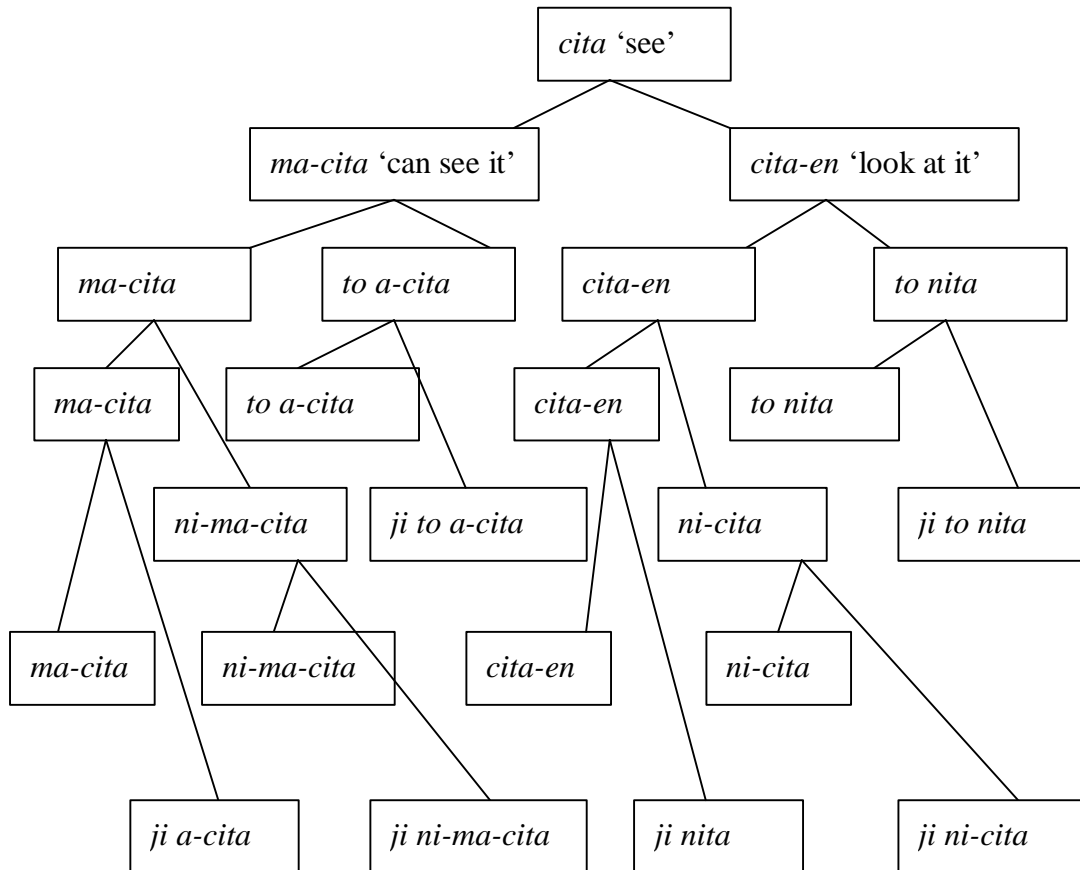 cita ‘see’
ma-cita ‘can see it’
cita-en ‘look at it’
ma-cita
to a-cita
cita-en
to nita
ma-cita
to a-cita
cita-en
to nita
ni-ma-cita
ji to a-cita
ni-cita
ji to nita
ma-cita
ni-ma-cita
cita-en
ni-cita
ji a-cita
ji ni-ma-cita
ji nita
ji ni-cita